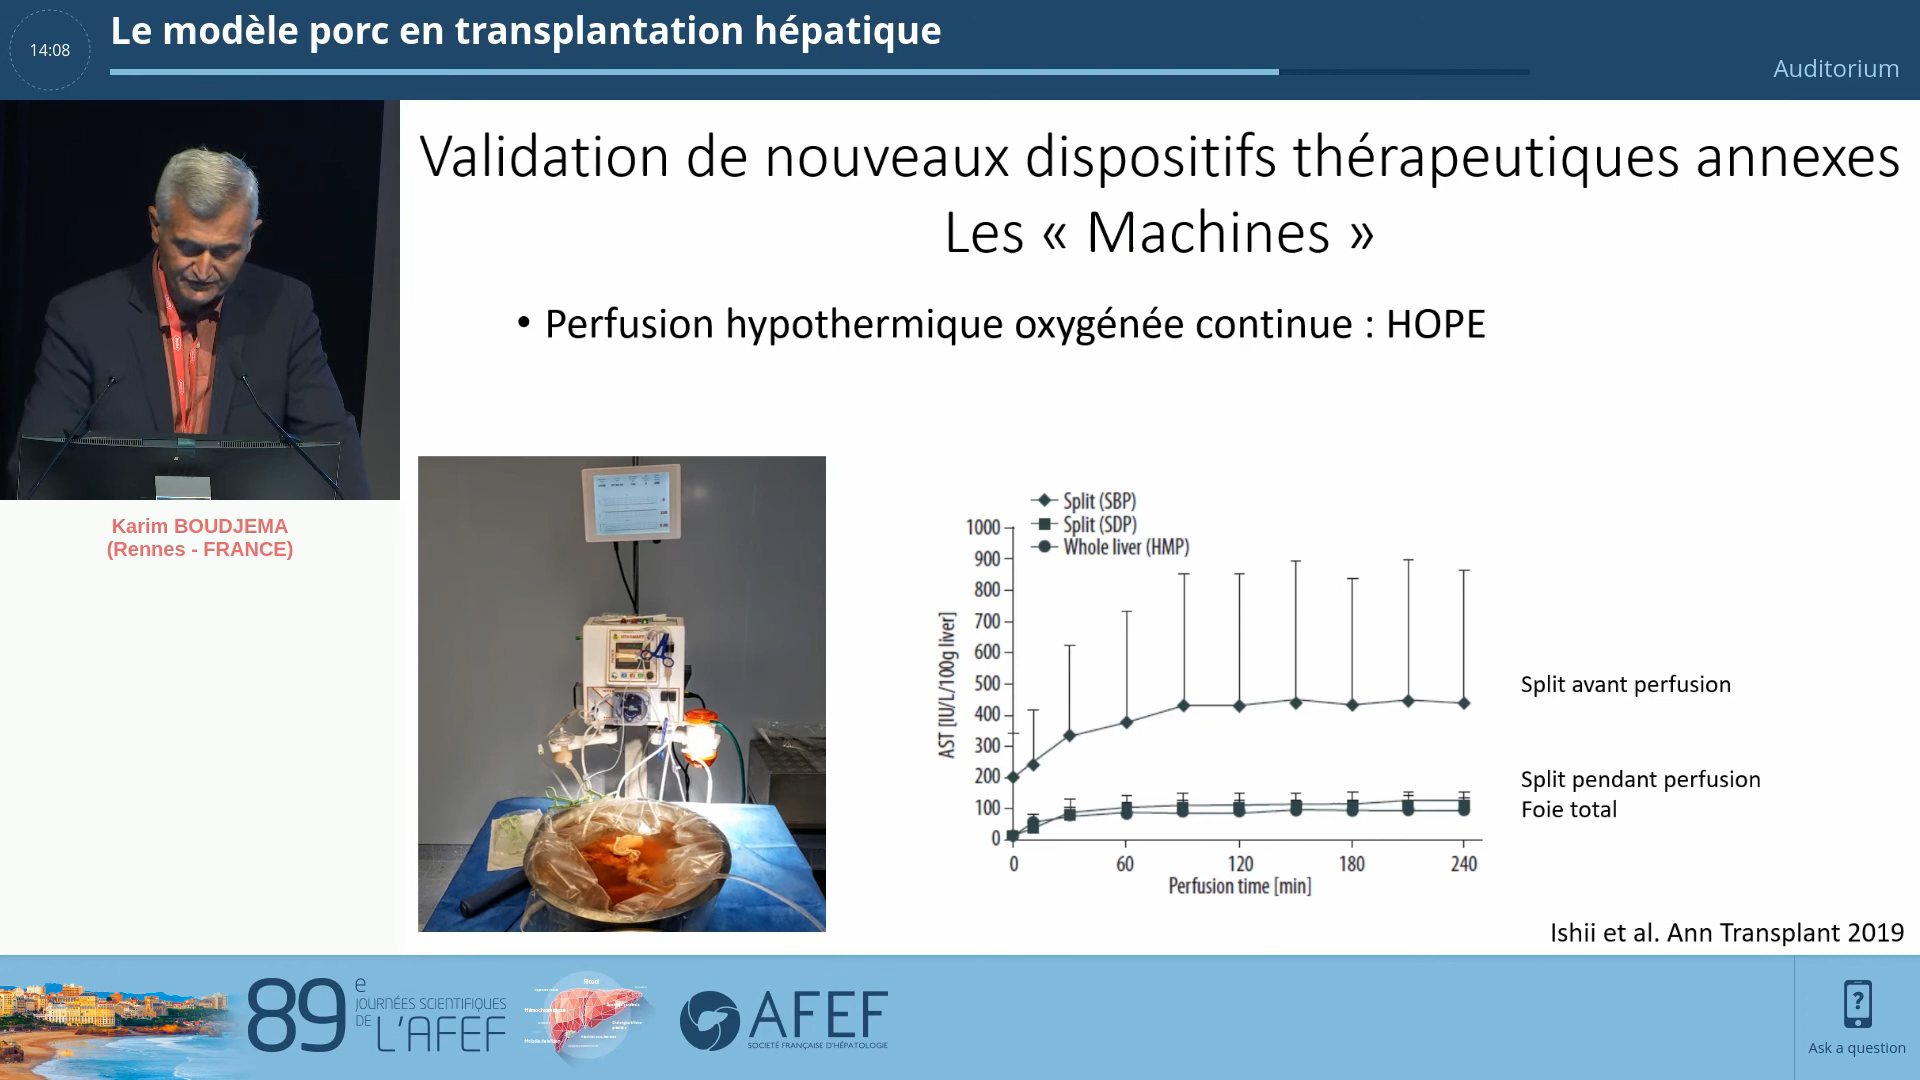 14:08
Le modèle porc en transplantation hépatique
Auditorium
Karim BOUDJEMA
(Rennes - FRANCE)
Validation de nouveaux dispositifs thérapeutiques annexes
Les « Machines »
• Perfusion hypothermique oxygénée continue : HOPE
Split (SBP)
Split (SDP)
Whole liver (HMP)
1000
900
800
700
600
500
400
300
200
100
0
AST [IU/L/100g liver]
0 60 120 180 240
Perfusion time [min]
Split avant perfusion
Split pendant perfusion
Foie total
Ishii et al. Ann Transplant 2019
89e
JOURNÉES SCIENTIFIQUES
DE L'AFEF
AFEF
SOCIÉTÉ FRANÇAISE D'HÉPATOLOGIE
?
Ask a question